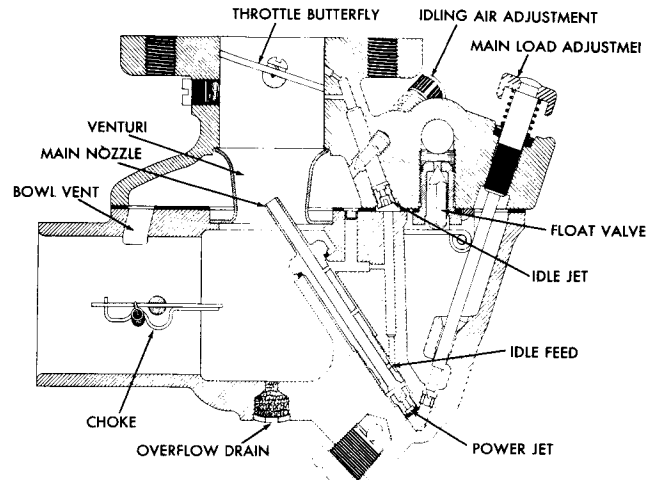 THROTTLE BUTTERFLY
IDLING AIR ADJUSTMENT
MAIN LOAD ADJUSTMEI
VENTURI
MAIN NOZZLE
BOWL VENT
FLOAT VALVE
IDLE JET
IDLE FEED
CHOKE
OVERFLOW DRAIN
POWER JET